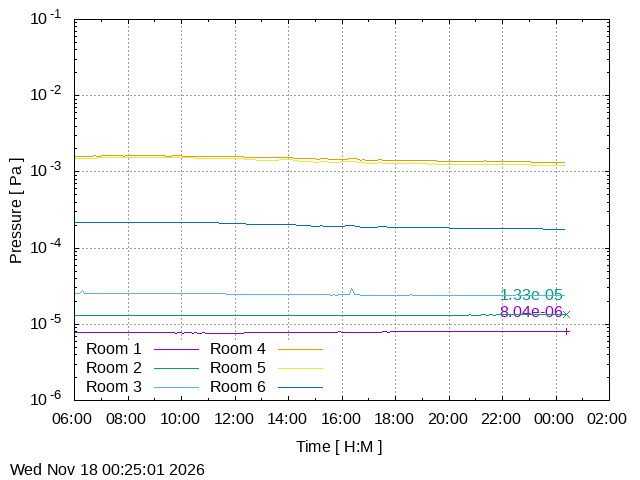 10^-1
10^-2
10^-3
10^-4
10^-5
10^-6
Pressure [ Pa ]
1.33e-05
8.04e-06
Room 1 Room 4
Room 2 Room 5
Room 3 Room 6
06:00 08:00 10:00 12:00 14:00 16:00 18:00 20:00 22:00 00:00 02:00
Time [ H:M ]
Wed Nov 18 00:25:01 2026